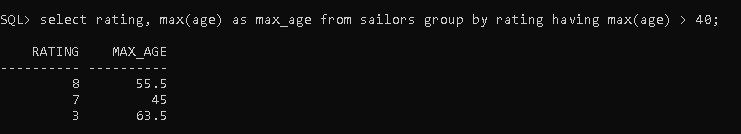 SQL> select rating, max(age) as max_age from sailors group by rating having max(age) > 40;
RATING MAX_AGE
---------- ----------
8 55.5
7 45
3 63.5